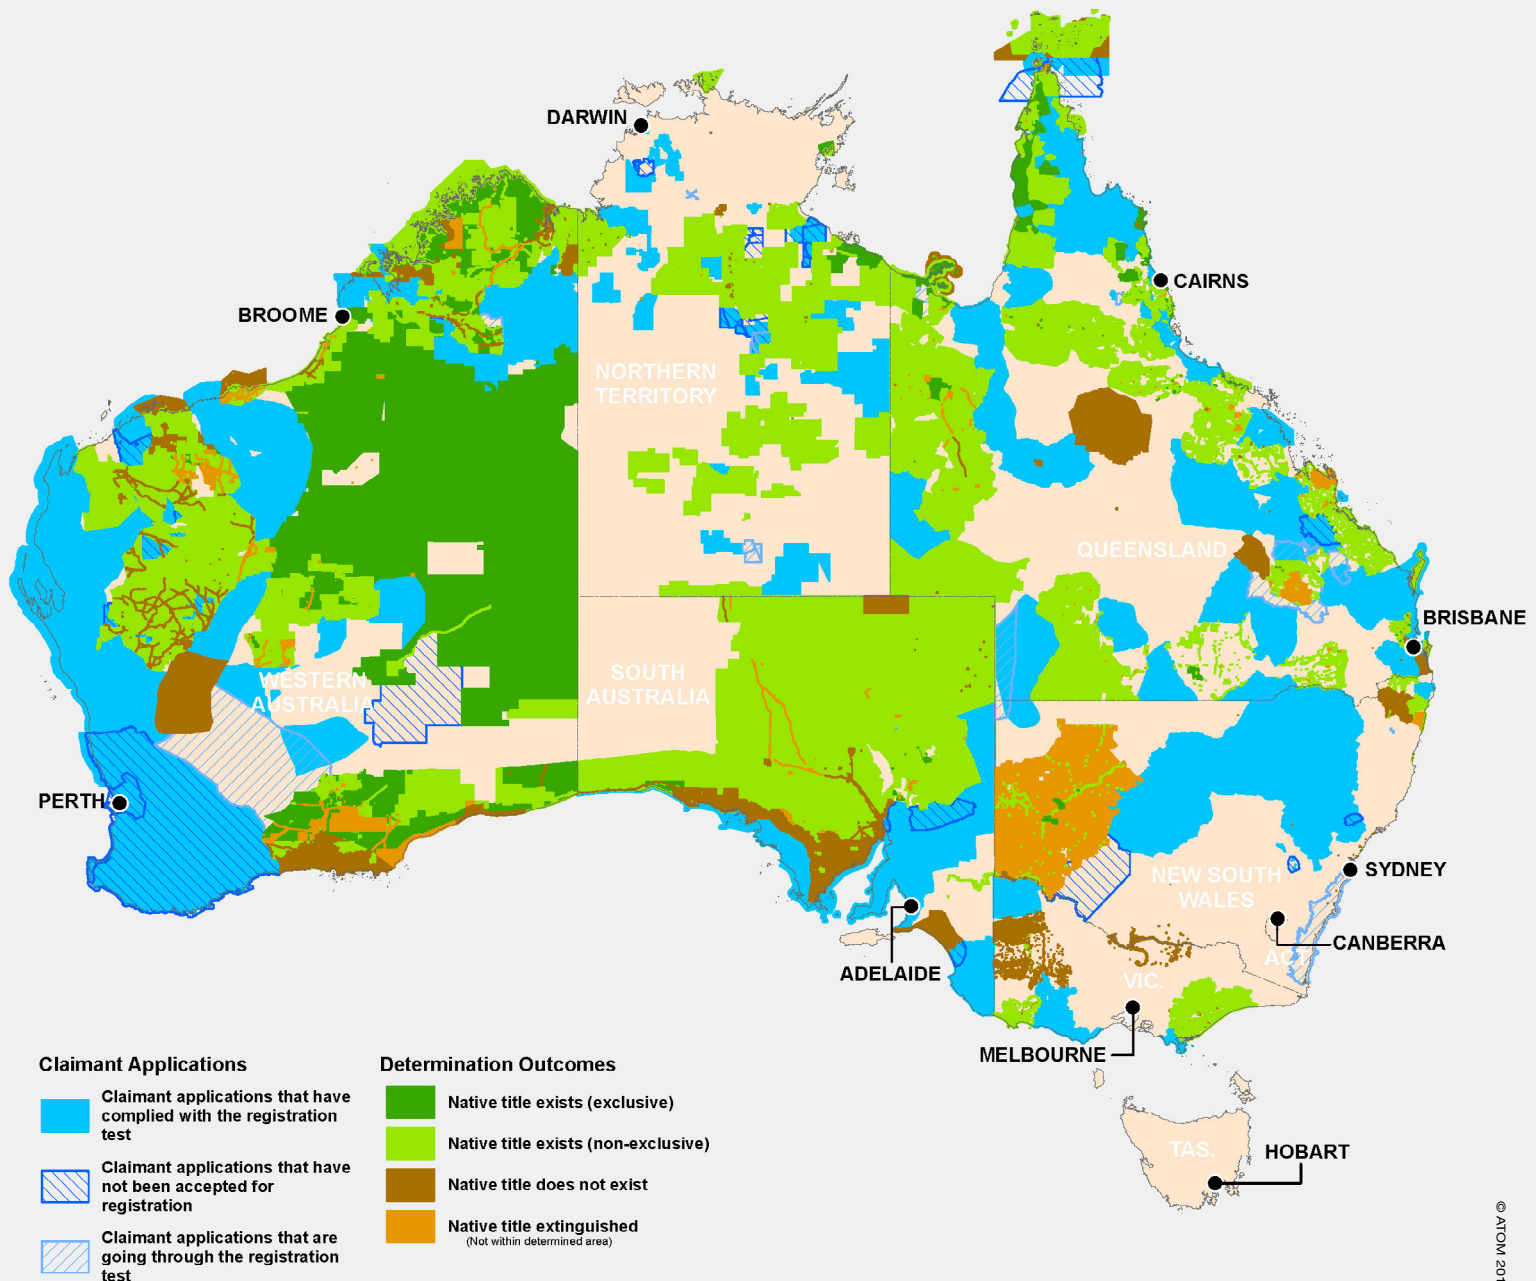 DARWIN
CAIRNS
BROOME
NORTHERN
TERRITORY
QUEENSLAND
BRISBANE
WESTERN
AUSTRALIA
SOUTH
AUSTRALIA
PERTH
SYDNEY
NEW SOUTH
WALES
CANBERRA
ADELAIDE
VIC.
MELBOURNE
TAS.
HOBART
Claimant Applications
Claimant applications that have
complied with the registration
test
Claimant applications that have
not been accepted for
registration
Claimant applications that are
going through the registration
test
Determination Outcomes
Native title exists (exclusive)
Native title exists (non-exclusive)
Native title does not exist
Native title extinguished
(Not within determined area)
© ATOM 201